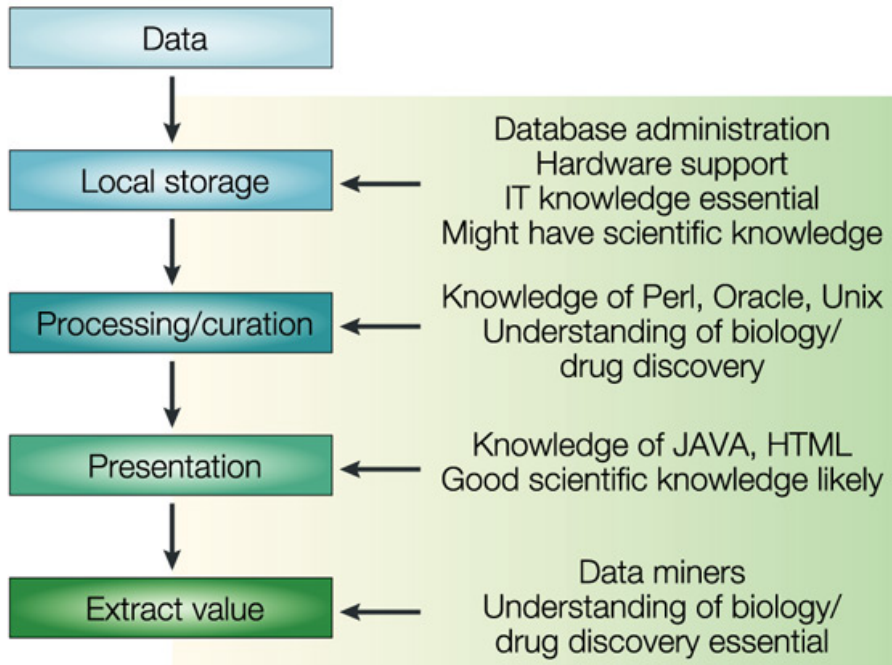 Data
Local storage
Database administration
Hardware support
IT knowledge essential
Might have scientific knowledge
Processing/curation
Knowledge of Perl, Oracle, Unix
Understanding of biology/
drug discovery
Presentation
Knowledge of JAVA, HTML
Good scientific knowledge likely
Extract value
Data miners
Understanding of biology/
drug discovery essential